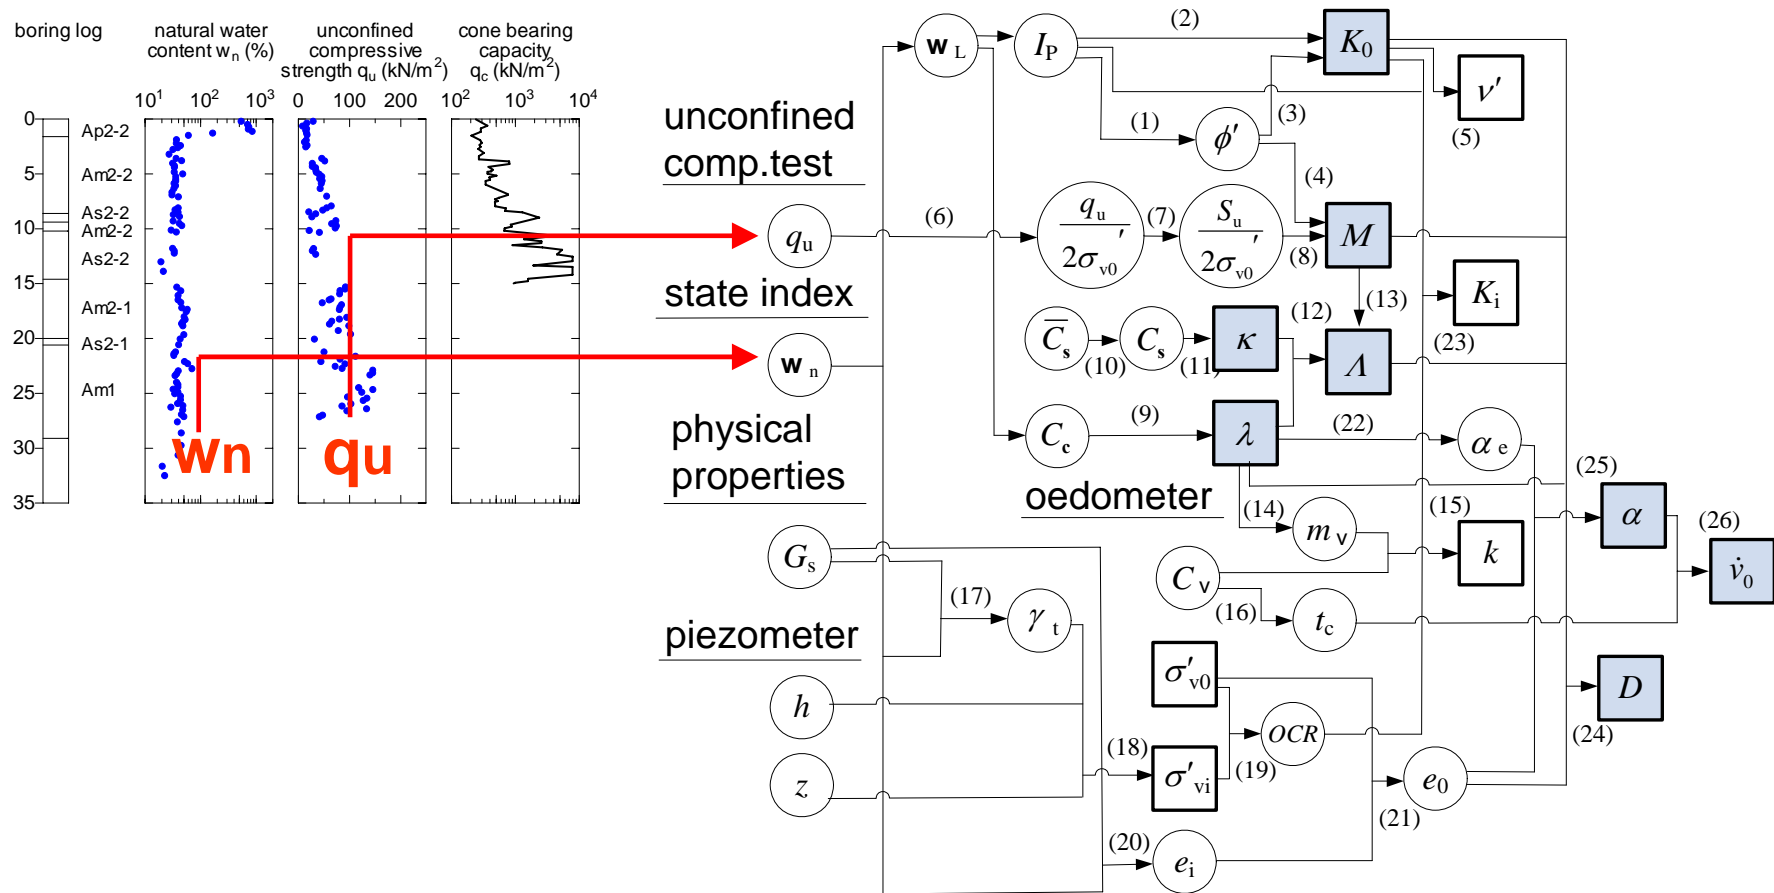 boring log
natural water
content wn (%)
unconfined
compressive
strength qu (kN/m2)
cone bearing
capacity
qc (kN/m2)
10^1 10^2 10^3
0 100 200
10^2 10^3 10^4
0
5
10
15
20
25
30
35
Ap2-2
Am2-2
As2-2
Am2-2
As2-2
Am2-1
As2-1
Am1
wn
qu
unconfined
comp.test
state index
physical
properties
piezometer
oedometer
qu
wn
Gs
h
z
wL
IP
(2)
K0
ν'
(5)
(1)
ϕ'
(3)
(4)
(6)
qu
2σv0'
(7)
Su
2σv0'
(8)
M
(13)
Ki
(23)
C̅s
(10)
Cs
(11)
κ
(12)
Λ
Cc
(9)
λ
(22)
αe
(25)
α
(26)
v̇0
(14)
mv
(15)
k
Cv
(16)
tc
(17)
γt
σ'v0
(18)
σ'vi
(19)
OCR
(20)
ei
(21)
e0
(24)
D